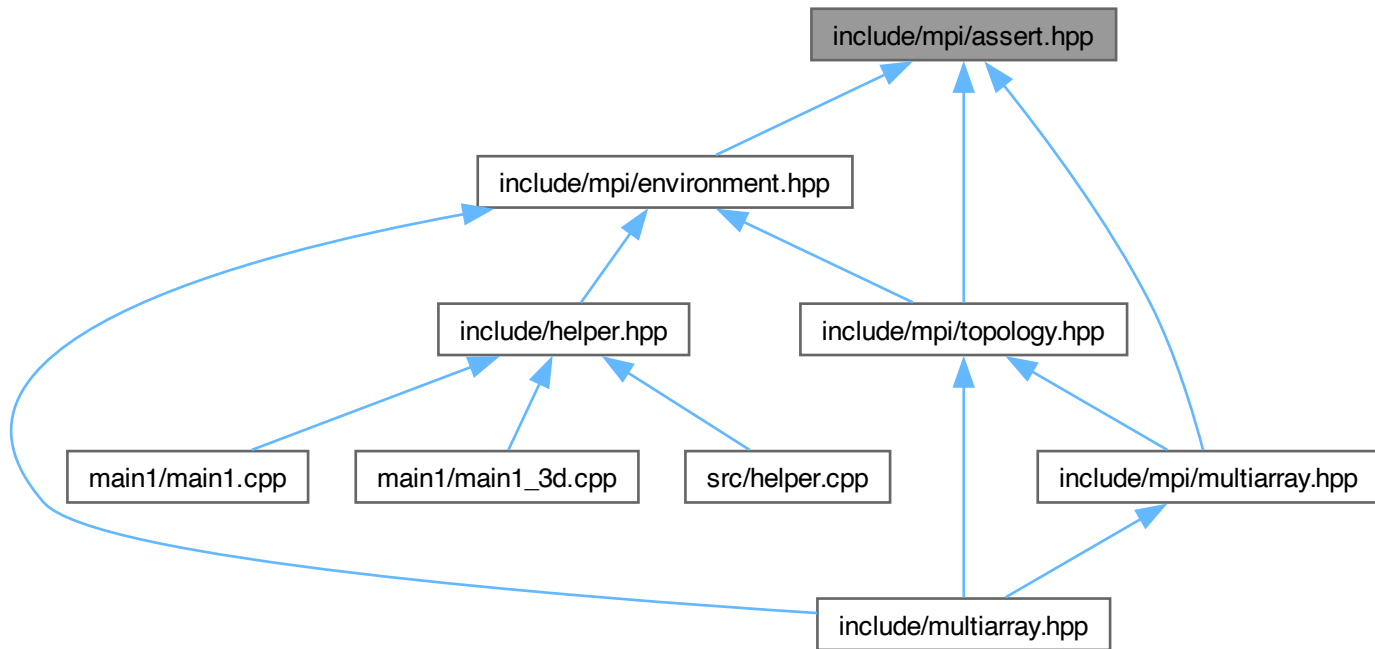 include/mpi/assert.hpp
include/mpi/environment.hpp
include/helper.hpp
include/mpi/topology.hpp
main1/main1.cpp
main1/main1_3d.cpp
src/helper.cpp
include/mpi/multiarray.hpp
include/multiarray.hpp